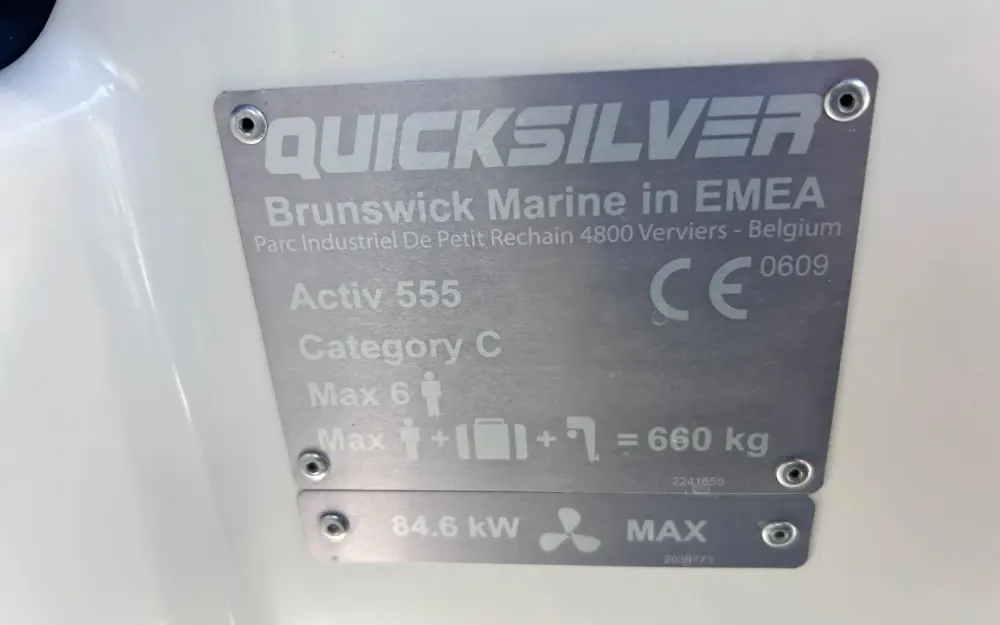 QUICKSILVER
Brunswick Marine in EMEA
Parc Industriel De Petit Rechain 4800 Verviers - Belgium
CE 0609
Activ 555
Category C
Max 6
Max + + = 660 kg
2241655
84.6 kW MAX